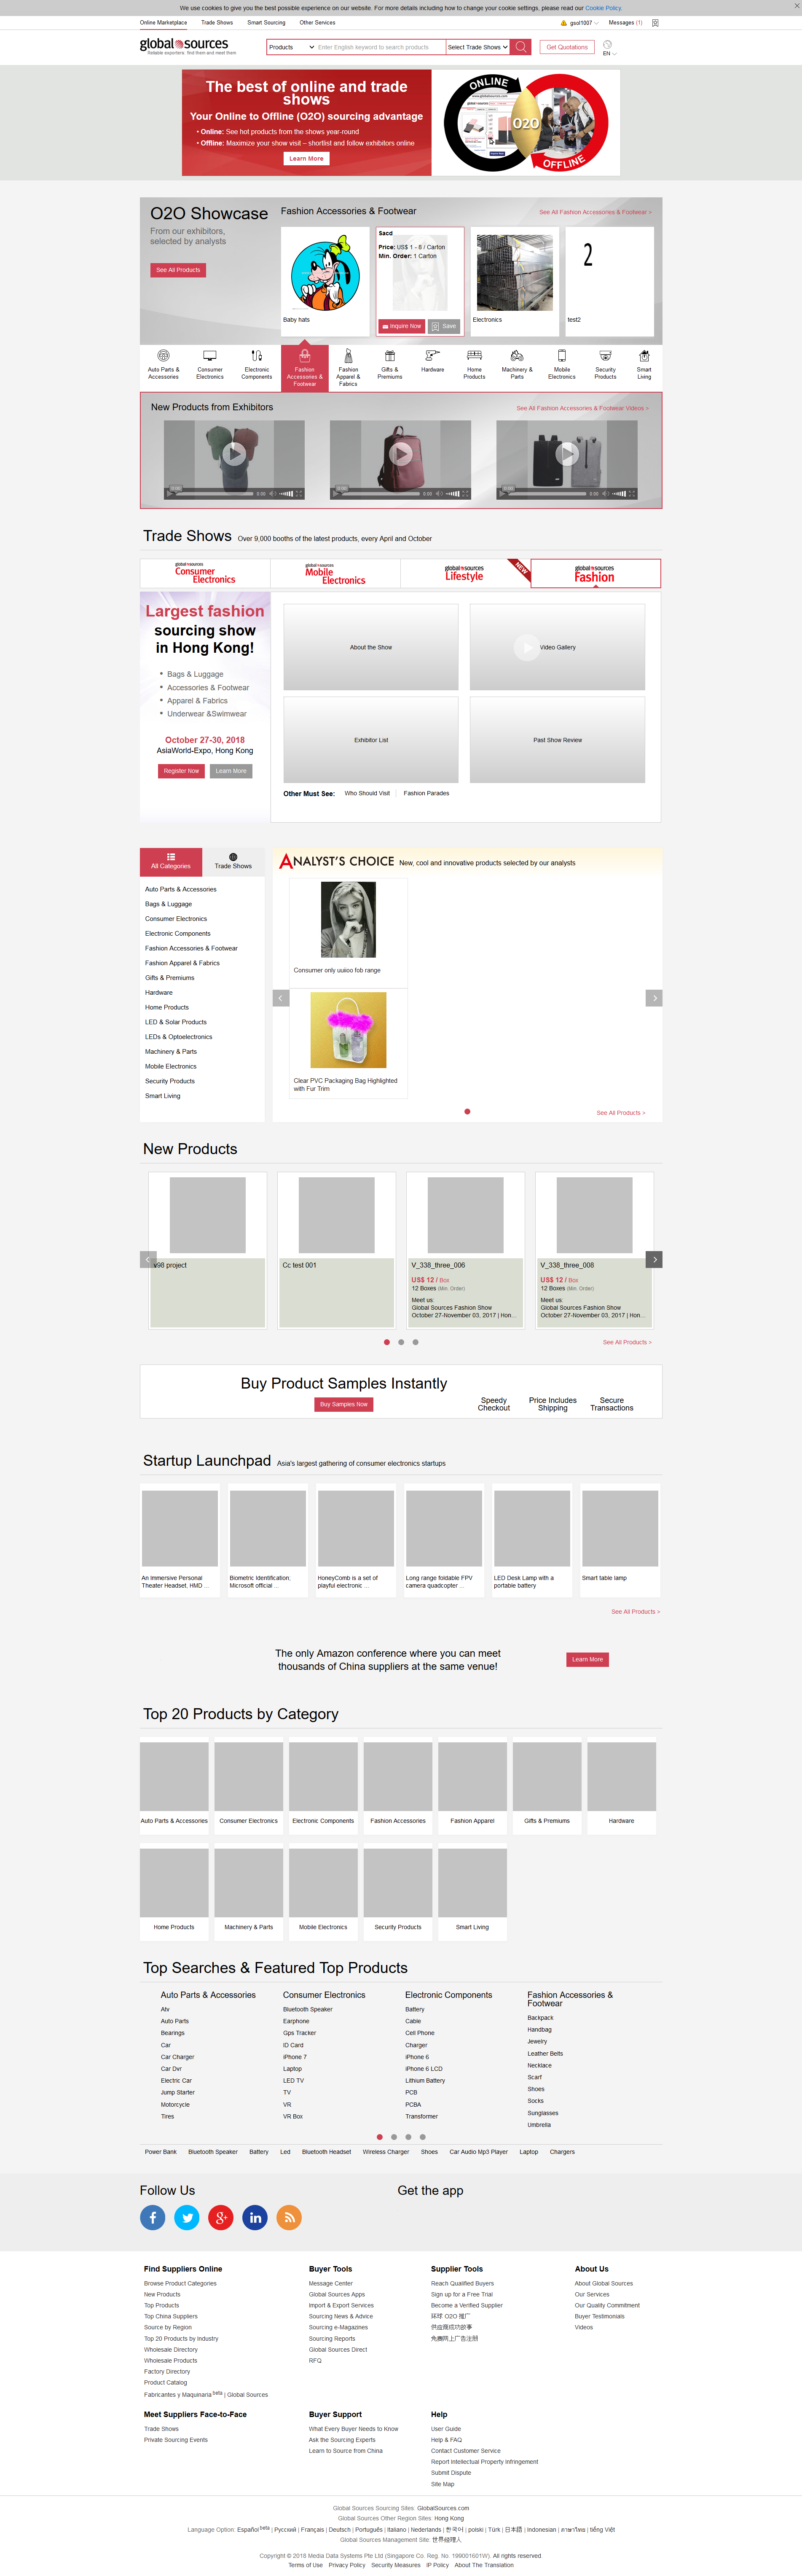 We use cookies to give you the best possible experience on our website. For more details including how to change your cookie settings, please read our Cookie Policy.
Online Marketplace Trade Shows Smart Sourcing Other Services gsol1007 Messages (1)
global sources
Reliable exporters: find them and meet them
Products Enter English keyword to search products Select Trade Shows Get Quotations EN
The best of online and trade shows
Your Online to Offline (O2O) sourcing advantage
• Online: See hot products from the shows year-round
• Offline: Maximize your show visit – shortlist and follow exhibitors online
Learn More
ONLINE
O2O
OFFLINE
O2O Showcase
From our exhibitors,
selected by analysts
See All Products
Fashion Accessories & Footwear
See All Fashion Accessories & Footwear >
Baby hats
Sacd
Price: US$ 1 - 8 / Carton
Min. Order: 1 Carton
Inquire Now Save
Electronics
2
test2
Auto Parts & Accessories
Consumer Electronics
Electronic Components
Fashion Accessories & Footwear
Fashion Apparel & Fabrics
Gifts & Premiums
Hardware
Home Products
Machinery & Parts
Mobile Electronics
Security Products
Smart Living
New Products from Exhibitors
See All Fashion Accessories & Footwear Videos >
0:00 0:00
0:00 0:00
0:00 0:00
Trade Shows Over 9,000 booths of the latest products, every April and October
global sources Consumer Electronics
global sources Mobile Electronics
global sources Lifestyle
NEW
global sources Fashion
Largest fashion
sourcing show
in Hong Kong!
• Bags & Luggage
• Accessories & Footwear
• Apparel & Fabrics
• Underwear &Swimwear
October 27-30, 2018
AsiaWorld-Expo, Hong Kong
Register Now Learn More
About the Show
Video Gallery
Exhibitor List
Past Show Review
Other Must See: Who Should Visit Fashion Parades
All Categories
Trade Shows
Auto Parts & Accessories
Bags & Luggage
Consumer Electronics
Electronic Components
Fashion Accessories & Footwear
Fashion Apparel & Fabrics
Gifts & Premiums
Hardware
Home Products
LED & Solar Products
LEDs & Optoelectronics
Machinery & Parts
Mobile Electronics
Security Products
Smart Living
ANALYST'S CHOICE New, cool and innovative products selected by our analysts
Consumer only uuiioo fob range
Clear PVC Packaging Bag Highlighted
with Fur Trim
See All Products >
New Products
v98 project
Cc test 001
V_338_three_006
US$ 12 / Box
12 Boxes (Min. Order)
Meet us:
Global Sources Fashion Show
October 27-November 03, 2017 | Hon...
V_338_three_008
US$ 12 / Box
12 Boxes (Min. Order)
Meet us:
Global Sources Fashion Show
October 27-November 03, 2017 | Hon...
See All Products >
Buy Product Samples Instantly
Buy Samples Now
Speedy Checkout
Price Includes Shipping
Secure Transactions
Startup Launchpad Asia's largest gathering of consumer electronics startups
An Immersive Personal
Theater Headset, HMD ...
Biometric Identification;
Microsoft official ...
HoneyComb is a set of
playful electronic ...
Long range foldable FPV
camera quadcopter ...
LED Desk Lamp with a
portable battery
Smart table lamp
See All Products >
The only Amazon conference where you can meet
thousands of China suppliers at the same venue!
Learn More
Top 20 Products by Category
Auto Parts & Accessories Consumer Electronics Electronic Components Fashion Accessories Fashion Apparel Gifts & Premiums Hardware
Home Products Machinery & Parts Mobile Electronics Security Products Smart Living
Top Searches & Featured Top Products
Auto Parts & Accessories
Atv
Auto Parts
Bearings
Car
Car Charger
Car Dvr
Electric Car
Jump Starter
Motorcycle
Tires
Consumer Electronics
Bluetooth Speaker
Earphone
Gps Tracker
ID Card
IPhone 7
Laptop
LED TV
TV
VR
VR Box
Electronic Components
Battery
Cable
Cell Phone
Charger
iPhone 6
iPhone 6 LCD
Lithium Battery
PCB
PCBA
Transformer
Fashion Accessories &
Footwear
Backpack
Handbag
Jewelry
Leather Belts
Necklace
Scarf
Shoes
Socks
Sunglasses
Umbrella
Power Bank Bluetooth Speaker Battery Led Bluetooth Headset Wireless Charger Shoes Car Audio Mp3 Player Laptop Chargers
Follow Us
Get the app
Find Suppliers Online
Browse Product Categories
New Products
Top Products
Top China Suppliers
Source by Region
Top 20 Products by Industry
Wholesale Directory
Wholesale Products
Factory Directory
Product Catalog
Fabricantes y Maquinaria beta | Global Sources
Buyer Tools
Message Center
Global Sources Apps
Import & Export Services
Sourcing News & Advice
Sourcing e-Magazines
Sourcing Reports
Global Sources Direct
RFQ
Supplier Tools
Reach Qualified Buyers
Sign up for a Free Trial
Become a Verified Supplier
环球 O2O 推广
供应商成功故事
免费网上广告注册
About Us
About Global Sources
Our Services
Our Quality Commitment
Buyer Testimonials
Videos
Meet Suppliers Face-to-Face
Trade Shows
Private Sourcing Events
Buyer Support
What Every Buyer Needs to Know
Ask the Sourcing Experts
Learn to Source from China
Help
User Guide
Help & FAQ
Contact Customer Service
Report Intellectual Property Infringement
Submit Dispute
Site Map
Global Sources Sourcing Sites: GlobalSources.com
Global Sources Other Region Sites: Hong Kong
Language Option: Español beta | Русский | Français | Deutsch | Português | Italiano | Nederlands | 한국어 | polski | Türk | 日本語 | Indonesian | ภาษาไทย | tiếng Việt
Global Sources Management Site: 世界经理人
Copyright © 2018 Media Data Systems Pte Ltd (Singapore Co. Reg. No. 199001601W). All rights reserved.
Terms of Use Privacy Policy Security Measures IP Policy About The Translation